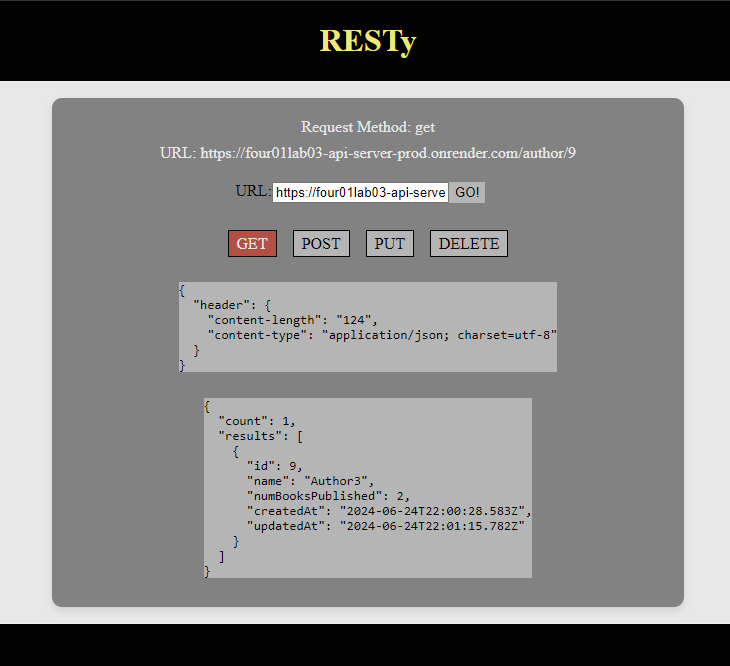 RESTy
Request Method: get
URL: https://four01lab03-api-server-prod.onrender.com/author/9
URL: https://four01lab03-api-serve GO!
GET POST PUT DELETE
{
  "header": {
    "content-length": "124",
    "content-type": "application/json; charset=utf-8"
  }
}
{
  "count": 1,
  "results": [
    {
      "id": 9,
      "name": "Author3",
      "numBooksPublished": 2,
      "createdAt": "2024-06-24T22:00:28.583Z",
      "updatedAt": "2024-06-24T22:01:15.782Z"
    }
  ]
}